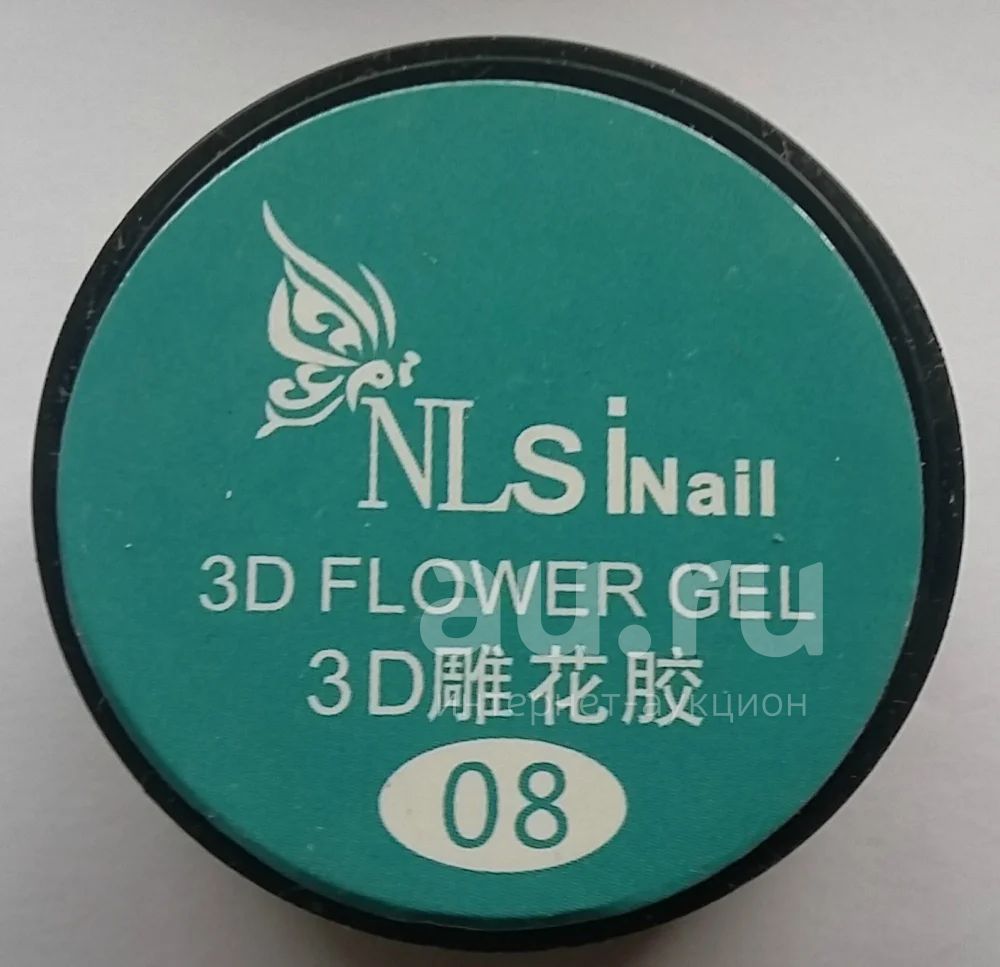 NLS iNail
3D FLOWER GEL
au.ru
3D雕花胶
интернет-аукцион
08